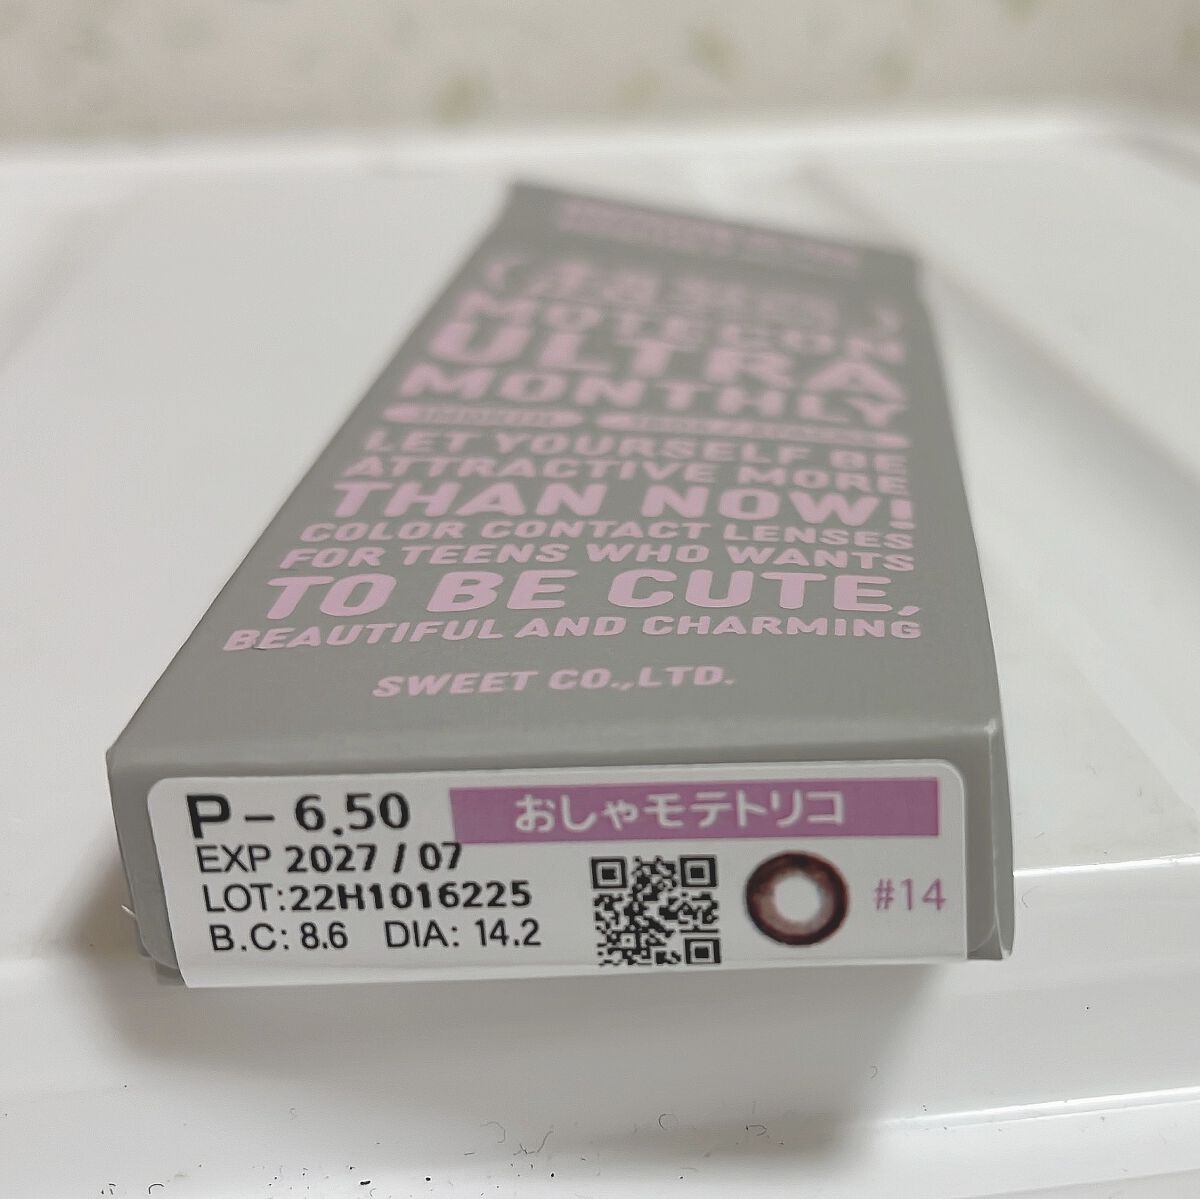 MOTECON
ULTRA
MONTHLY
LET YOURSELF BE
ATTRACTIVE MORE
THAN NOW!
COLOR CONTACT LENSES
FOR TEENS WHO WANTS
TO BE CUTE,
BEAUTIFUL AND CHARMING
SWEET CO.,LTD.
P - 6.50
おしゃモテトリコ
EXP 2027 / 07
LOT:22H1016225
B.C: 8.6 DIA: 14.2
#14